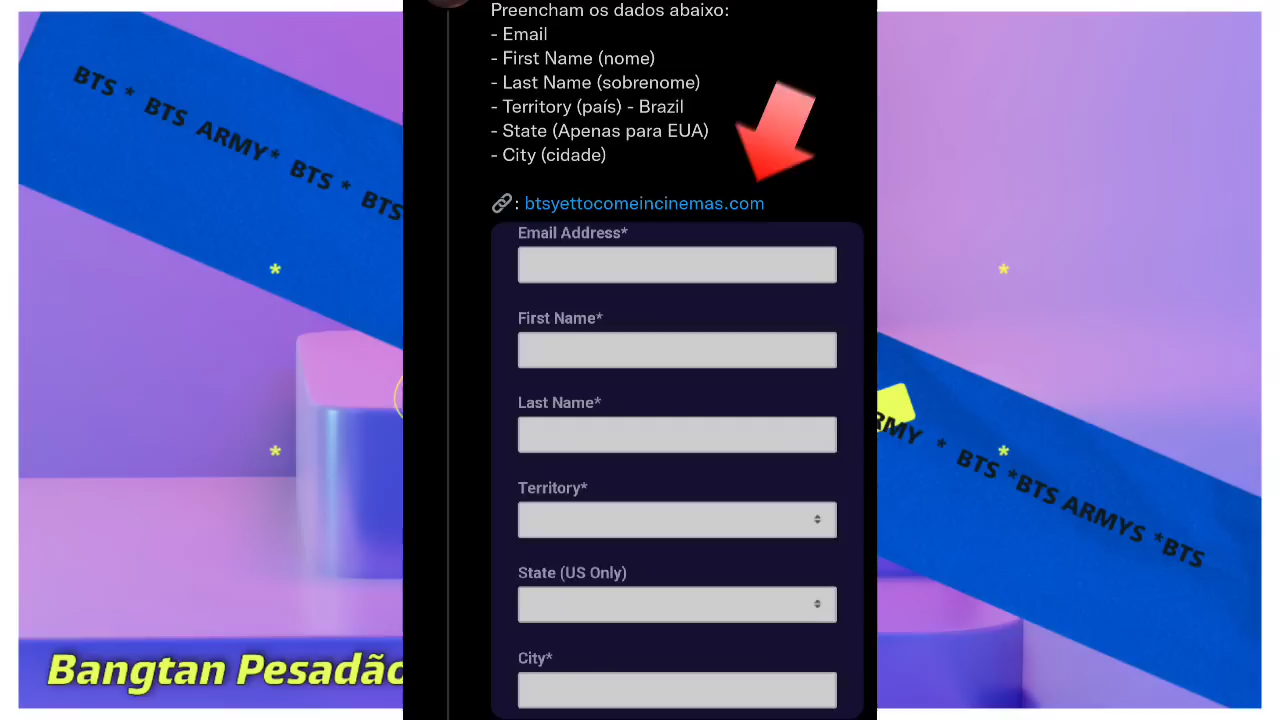 BTS * BTS ARMY* BTS * BTS
Preencham os dados abaixo:
- Email
- First Name (nome)
- Last Name (sobrenome)
- Territory (país) - Brazil
- State (Apenas para EUA)
- City (cidade)
: btsyettocomeincinemas.com
Email Address*
First Name*
Last Name*
Territory*
State (US Only)
City*
ARMY * BTS *BTS ARMYS *BTS
Bangtan Pesadão